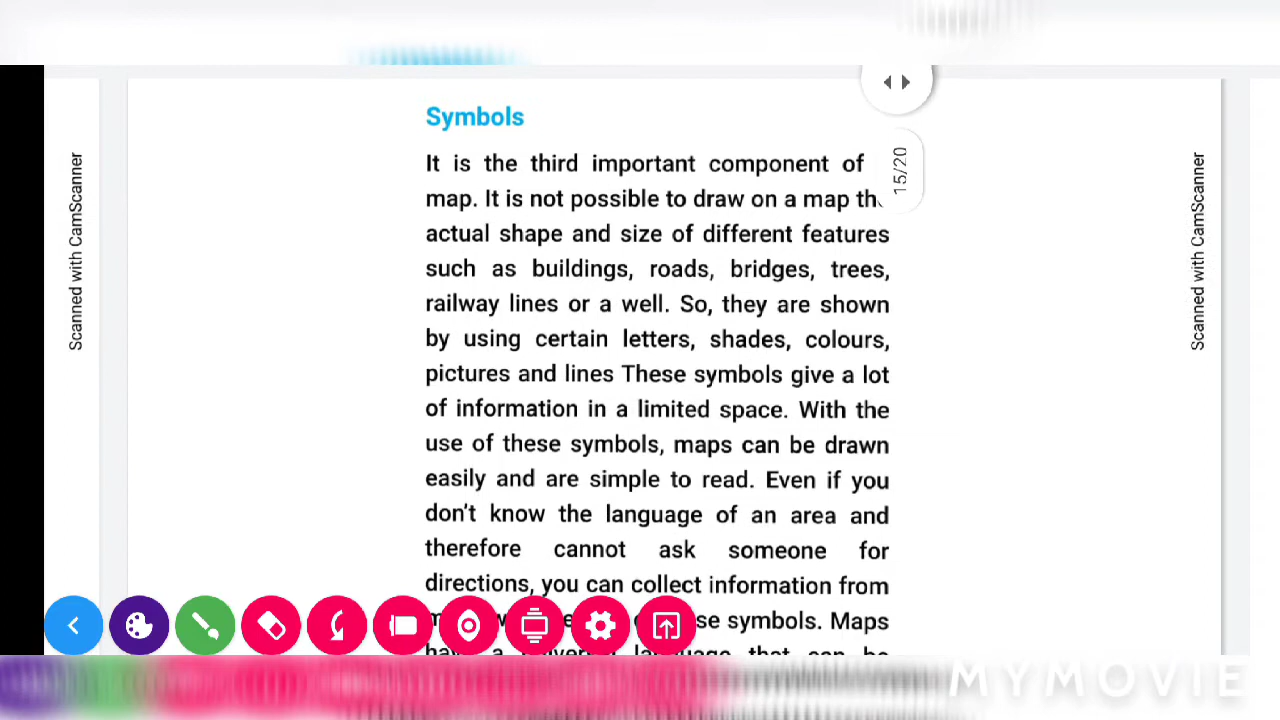 Symbols
It is the third important component of
map. It is not possible to draw on a map
actual shape and size of different features
such as buildings, roads, bridges, trees,
railway lines or a well. So, they are shown
by using certain letters, shades, colours,
pictures and lines These symbols give a lot
of information in a limited space. With the
use of these symbols, maps can be drawn
easily and are simple to read. Even if you
don't know the language of an area and
therefore cannot ask someone for
directions, you can collect information from
symbols. Maps
15/20
Scanned with CamScanner
Scanned with CamScanner
MYMOVIE